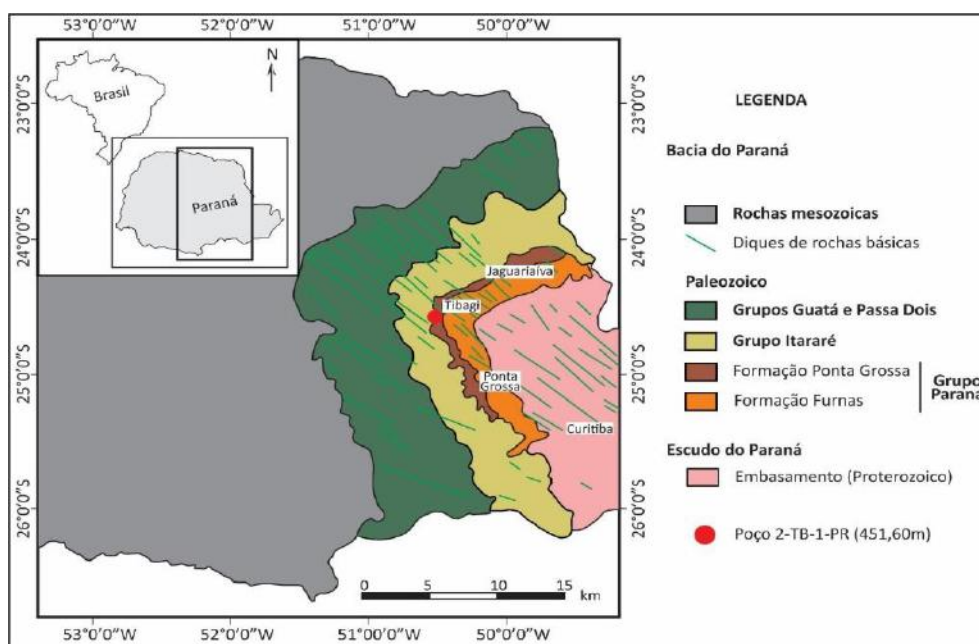 53°0'0"W
52°0'0"W
51°0'0"W
50°0'0"W
23°0'0"S
24°0'0"S
25°0'0"S
26°0'0"S
N
Brasil
Paraná
Jaguariaíva
Tibagi
Ponta
Grossa
Curitiba
0 5 10 15
km
53°0'0"W
52°0'0"W
51°0'0"W
50°0'0"W
23°0'0"S
24°0'0"S
25°0'0"S
26°0'0"S
LEGENDA
Bacia do Paraná
Rochas mesozoicas
Diques de rochas básicas
Paleozoico
Grupos Guatá e Passa Dois
Grupo Itararé
Formação Ponta Grossa
Formação Furnas
Grupo
Paraná
Escudo do Paraná
Embasamento (Proterozoico)
Poço 2-TB-1-PR (451,60m)